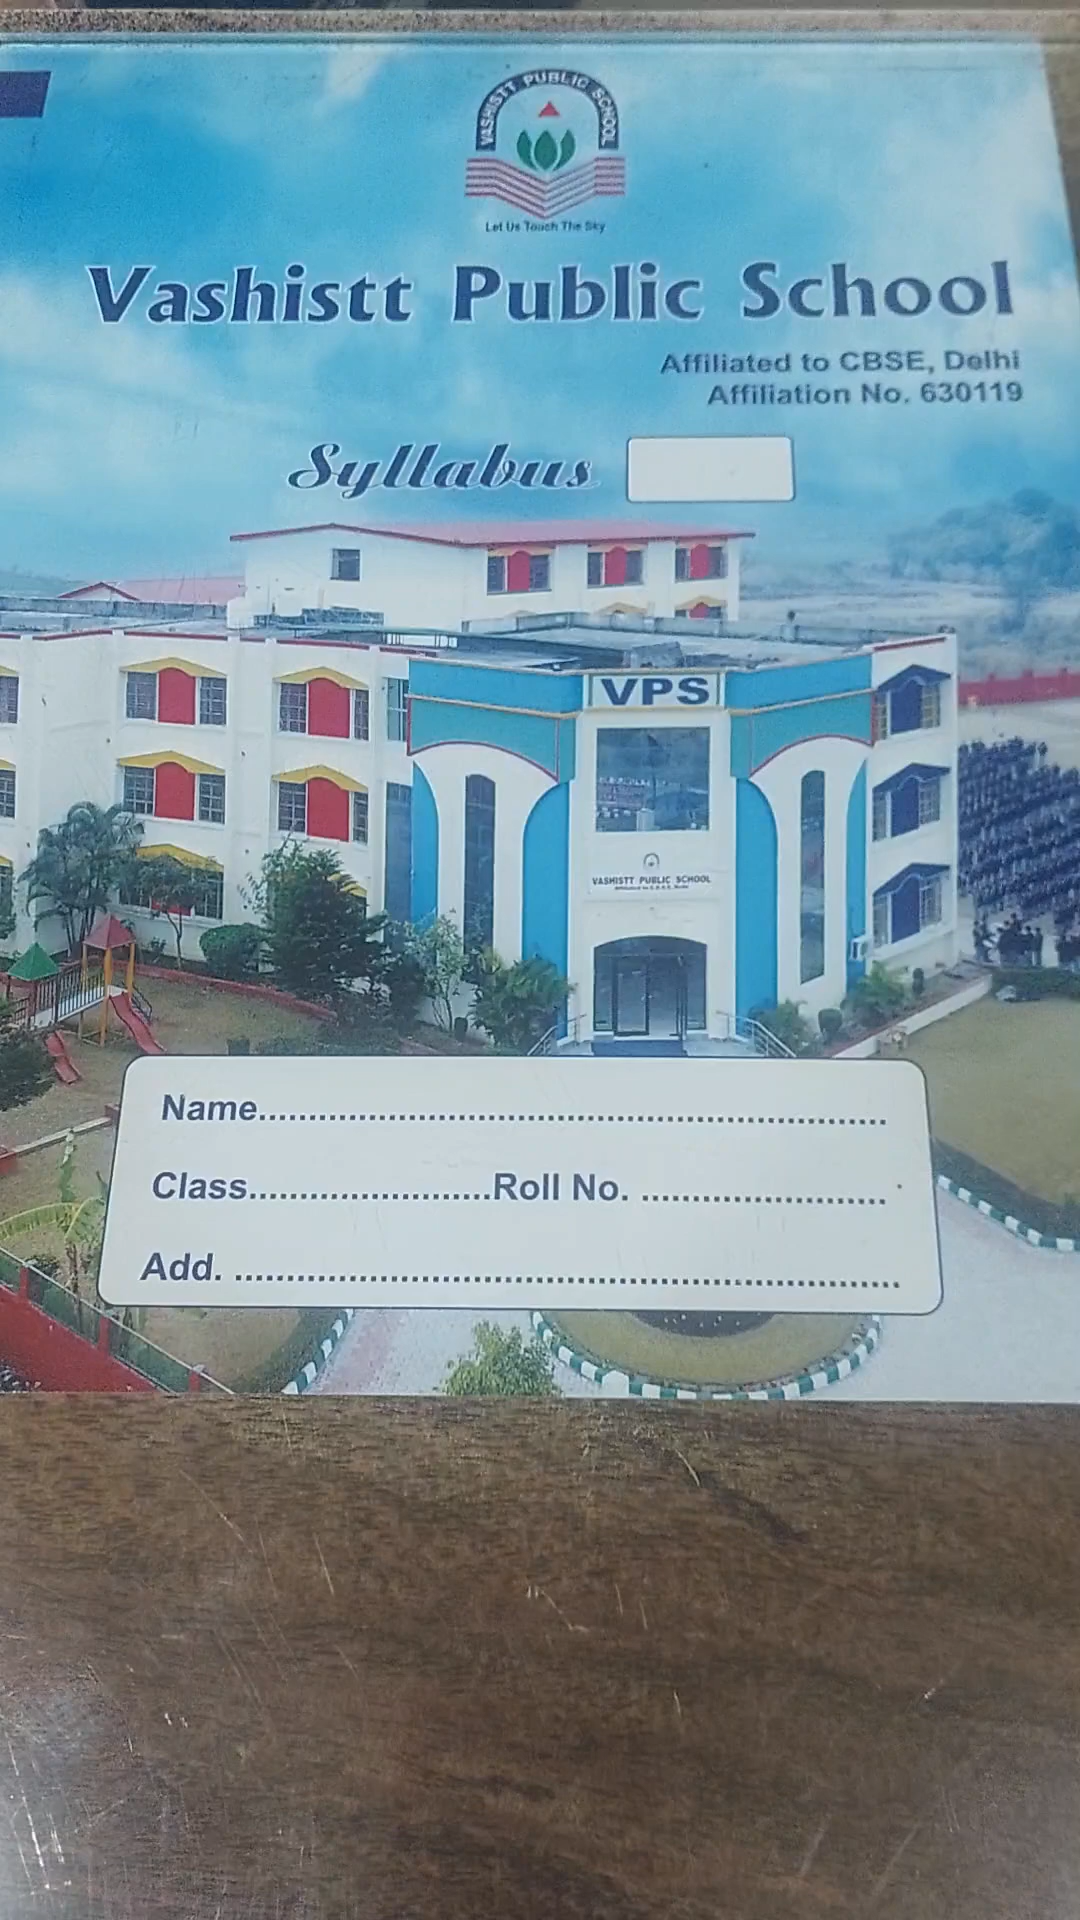 VASHISTT PUBLIC SCHOOL
Let Us Touch The Sky
Vashistt Public School
Affiliated to CBSE, Delhi
Affiliation No. 630119
Syllabus
VPS
VASHISTT PUBLIC SCHOOL
Name..............................................................
Class........................Roll No. ........................
Add. ..................................................................